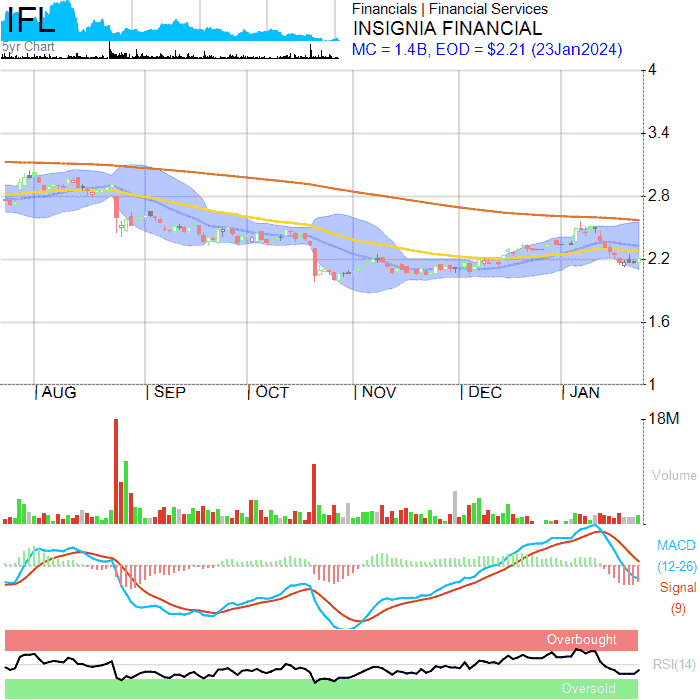 IFL
5yr Chart
Financials | Financial Services
INSIGNIA FINANCIAL
MC = 1.4B, EOD = $2.21 (23Jan2024)
4
3.4
2.8
2.2
1.6
1
AUG
SEP
OCT
NOV
DEC
JAN
18M
Volume
MACD
(12-26)
Signal
(9)
Overbought
RSI(14)
Oversold